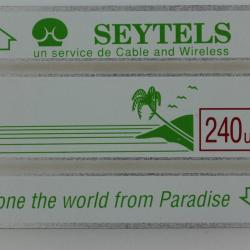 SEYTELS
un service de Cable and Wireless
240
one the world from Paradise